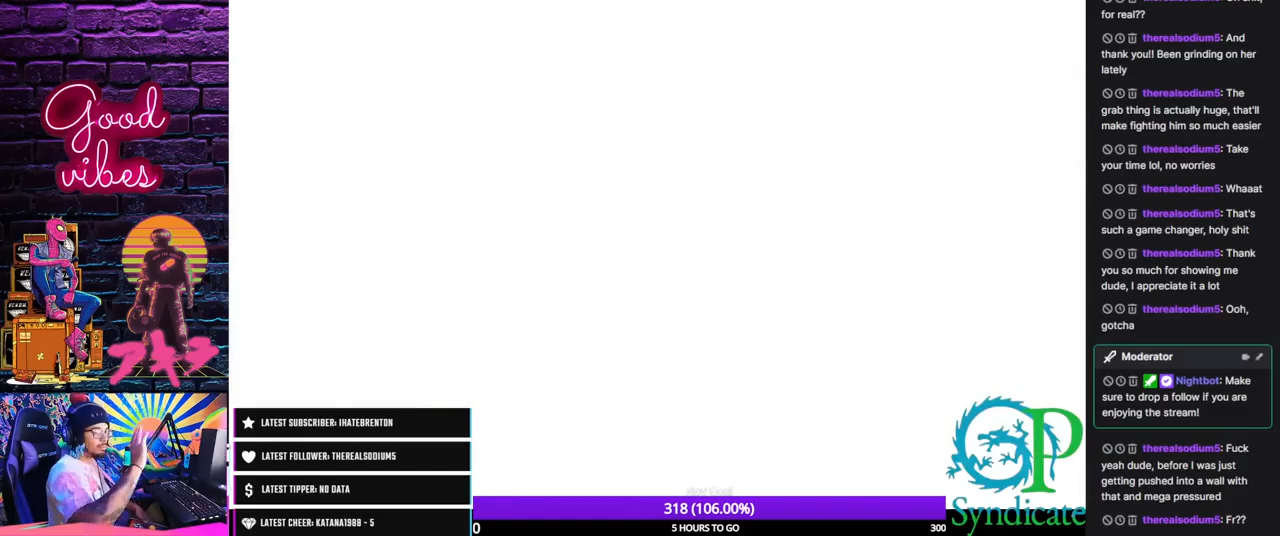 Good
vibes
LATEST SUBSCRIBER: IHATEBRENTON
LATEST FOLLOWER: THEREALSODIUM5
LATEST TIPPER: NO DATA
LATEST CHEER: KATANA1988 - 5
318 (106.00%)
0
5 HOURS TO GO
300
OP
Syndicate
for real??
therealsodium5: And
thank you!! Been grinding on her
lately
therealsodium5: The
grab thing is actually huge, that'll
make fighting him so much easier
therealsodium5: Take
your time lol, no worries
therealsodium5: Whaaat
therealsodium5: That's
such a game changer, holy shit
therealsodium5: Thank
you so much for showing me
dude, I appreciate it a lot
therealsodium5: Ooh,
gotcha
Moderator
Nightbot: Make
sure to drop a follow if you are
enjoying the stream!
therealsodium5: Fuck
yeah dude, before I was just
getting pushed into a wall with
that and mega pressured
therealsodium5: Fr??